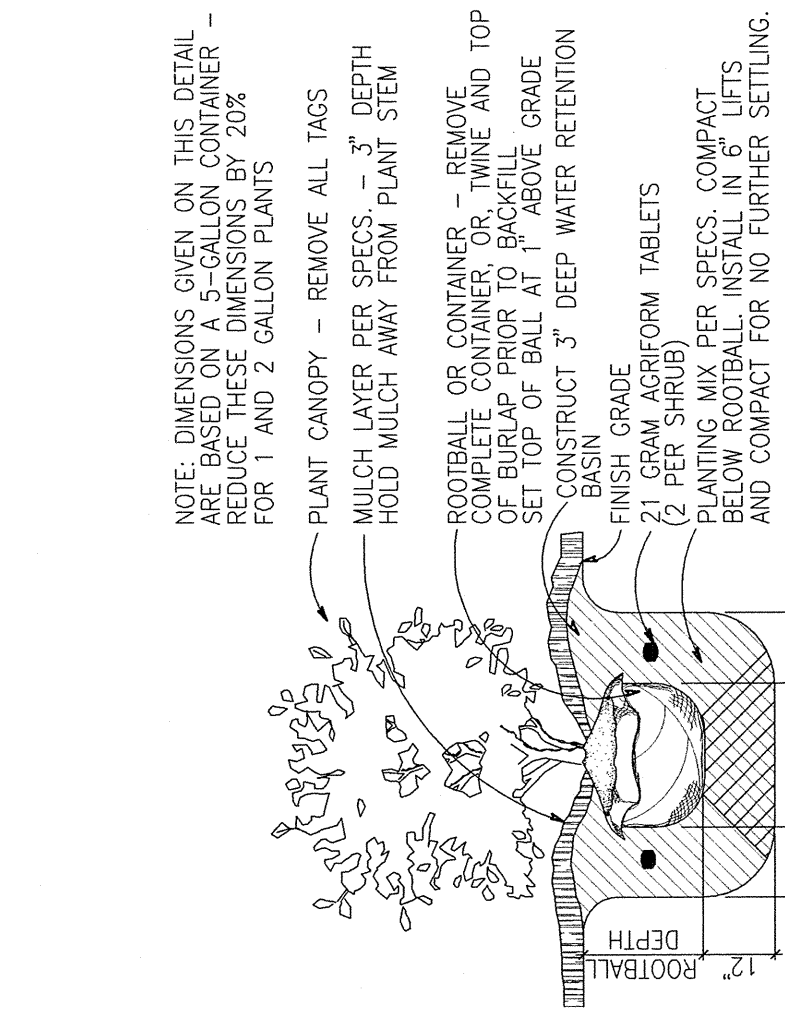 NOTE: DIMENSIONS GIVEN ON THIS DETAIL
ARE BASED ON A 5-GALLON CONTAINER -
REDUCE THESE DIMENSIONS BY 20%
FOR 1 AND 2 GALLON PLANTS
PLANT CANOPY - REMOVE ALL TAGS
MULCH LAYER PER SPECS. - 3" DEPTH
HOLD MULCH AWAY FROM PLANT STEM
ROOTBALL OR CONTAINER - REMOVE
COMPLETE CONTAINER, OR, TWINE AND TOP
OF BURLAP PRIOR TO BACKFILL
SET TOP OF BALL AT 1" ABOVE GRADE
CONSTRUCT 3" DEEP WATER RETENTION
BASIN
FINISH GRADE
21 GRAM AGRIFORM TABLETS
(2 PER SHRUB)
PLANTING MIX PER SPECS. COMPACT
BELOW ROOTBALL. INSTALL IN 6" LIFTS
AND COMPACT FOR NO FURTHER SETTLING.
ROOTBALL
DEPTH
12"